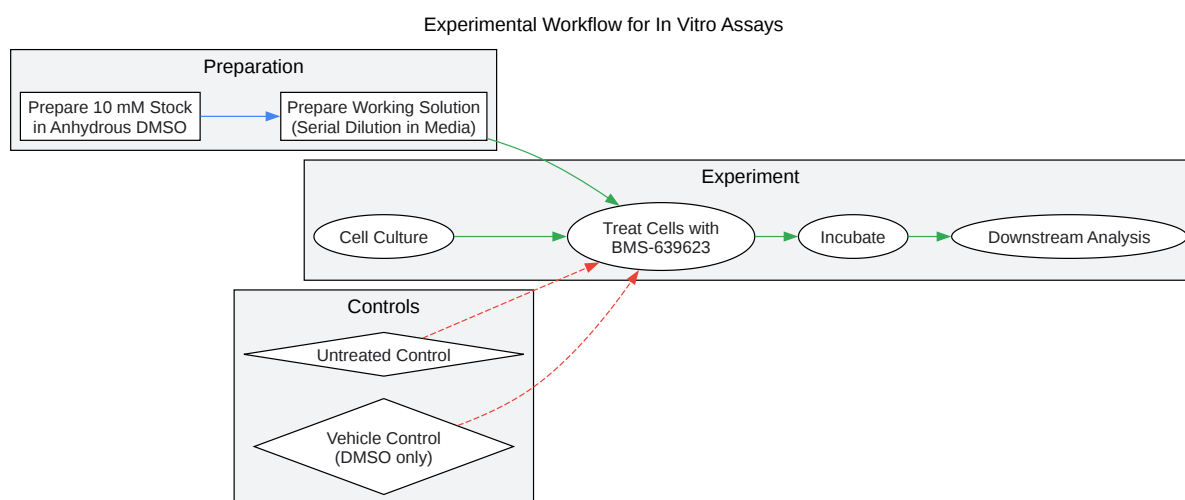 Experimental Workflow for In Vitro Assays
Preparation
Prepare 10 mM Stock
in Anhydrous DMSO
Prepare Working Solution
(Serial Dilution in Media)
Experiment
Cell Culture
Treat Cells with
BMS-639623
Incubate
Downstream Analysis
Controls
Untreated Control
Vehicle Control
(DMSO only)